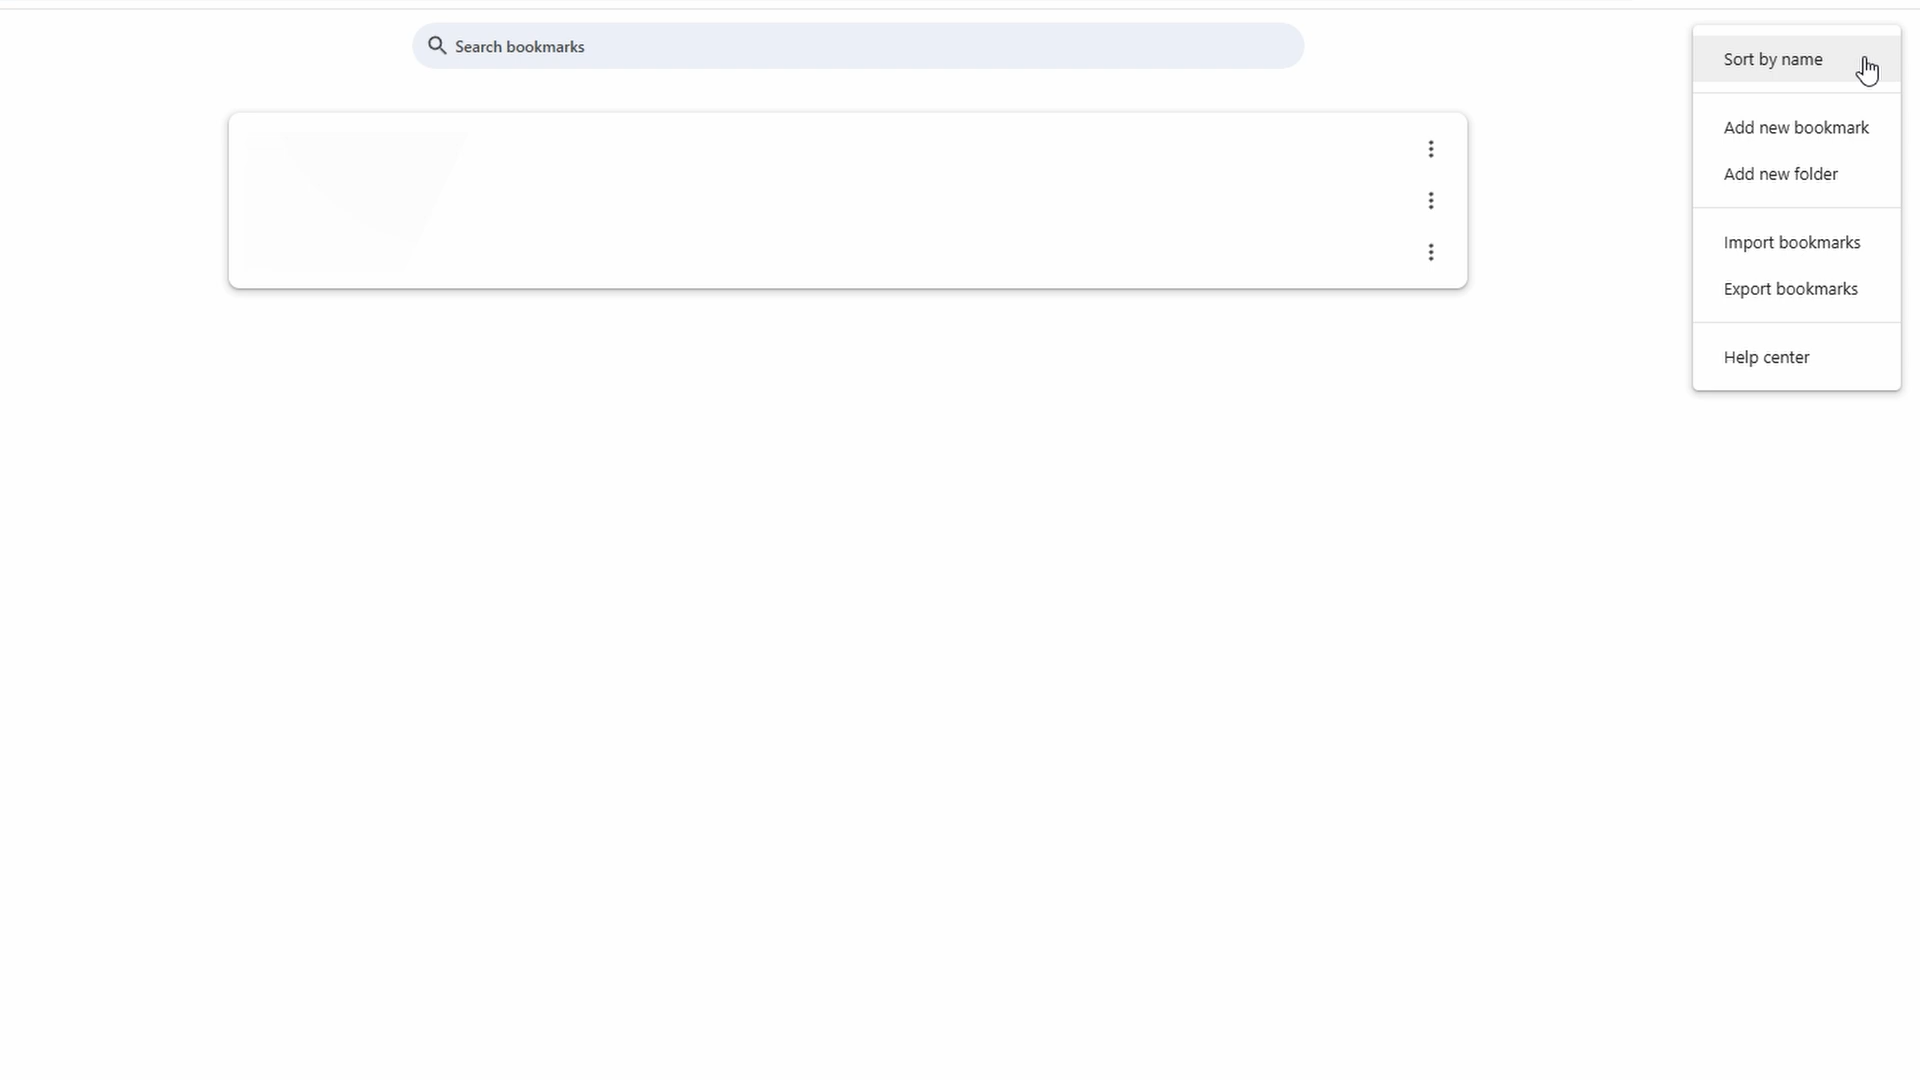 Search bookmarks
Sort by name
Add new bookmark
Add new folder
Import bookmarks
Export bookmarks
Help center